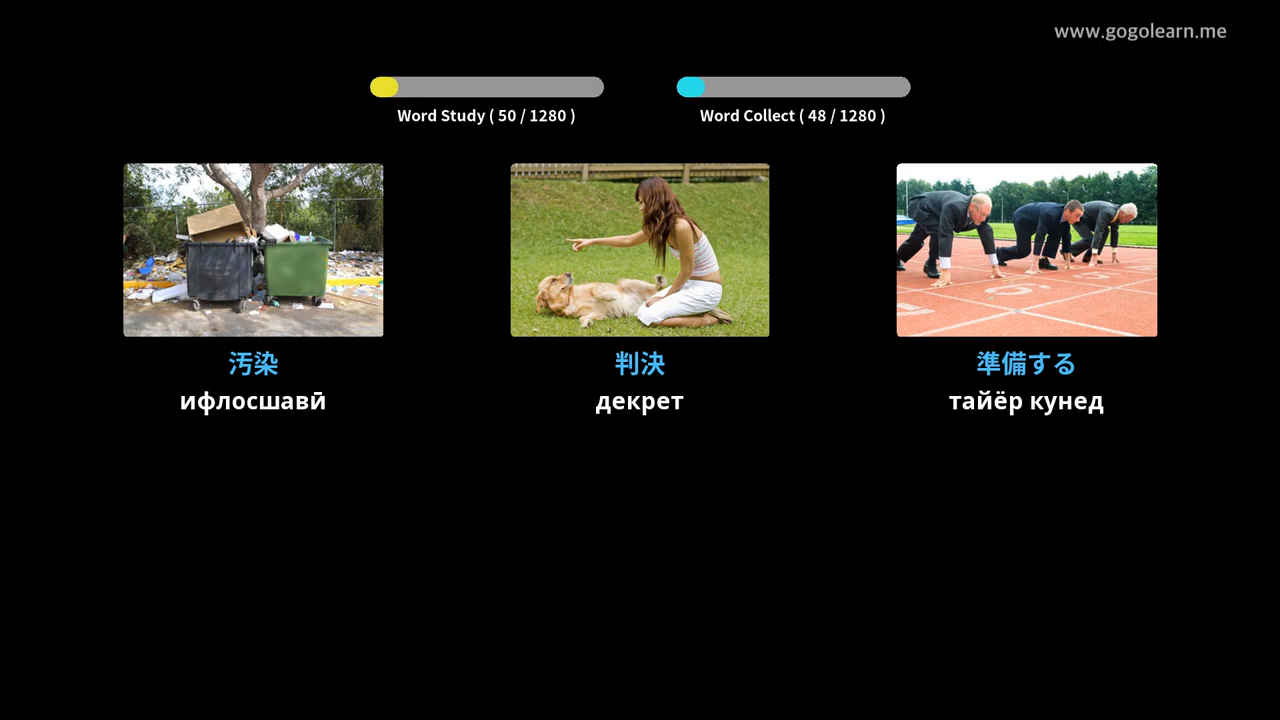 www.gogolearn.me
Word Study ( 50 / 1280 )
Word Collect ( 48 / 1280 )
汚染
判決
準備する
ифлосшавӣ
декрет
тайёр кунед